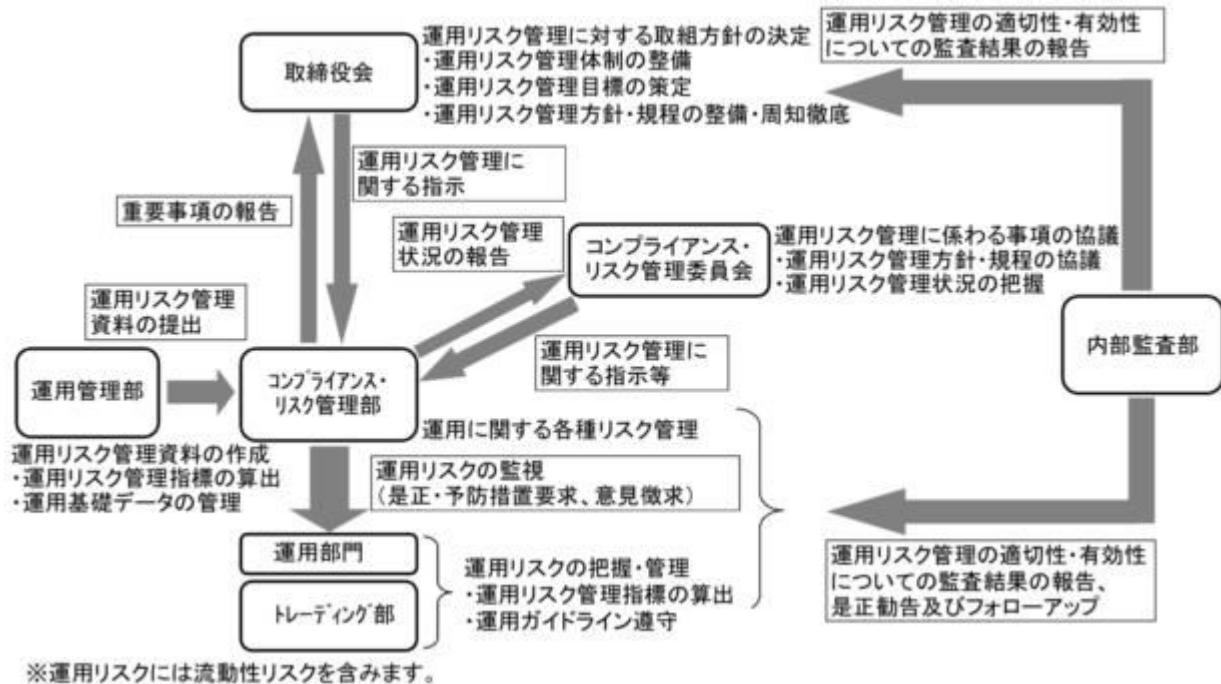 取締役会
運用リスク管理に対する取組方針の決定
・運用リスク管理体制の整備
・運用リスク管理目標の策定
・運用リスク管理方針・規程の整備・周知徹底
運用リスク管理の適切性・有効性
についての監査結果の報告
運用リスク管理に
関する指示
重要事項の報告
運用リスク管理
状況の報告
コンプライアンス・
リスク管理委員会
運用リスク管理に係わる事項の協議
・運用リスク管理方針・規程の協議
・運用リスク管理状況の把握
運用リスク管理
資料の提出
運用リスク管理に
関する指示等
内部監査部
運用管理部
コンプライアンス・
リスク管理部
運用に関する各種リスク管理
運用リスク管理資料の作成
・運用リスク管理指標の算出
・運用基礎データの管理
運用リスクの監視
（是正・予防措置要求、意見徴求）
運用部門
トレーディング部
運用リスクの把握・管理
・運用リスク管理指標の算出
・運用ガイドライン遵守
運用リスク管理の適切性・有効性
についての監査結果の報告、
是正勧告及びフォローアップ
※運用リスクには流動性リスクを含みます。